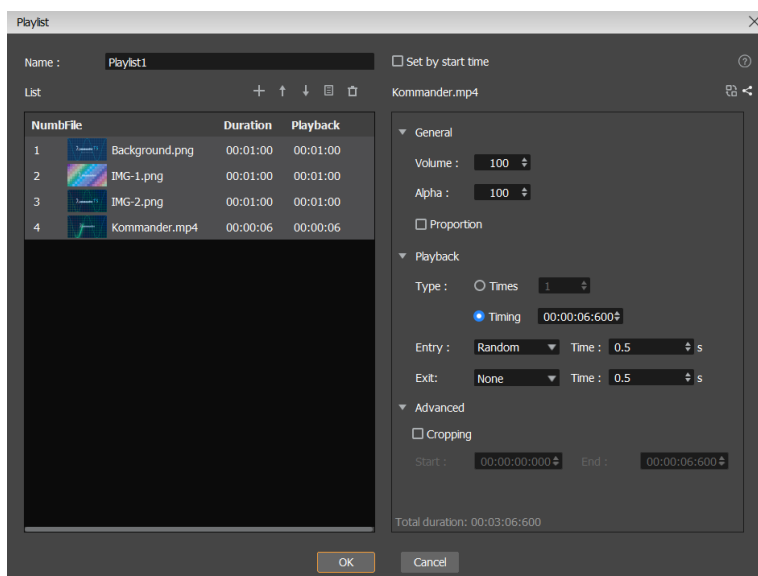 Playlist
Name :
Playlist1
List
NumbFile Duration Playback
1 Background.png 00:01:00 00:01:00
2 IMG-1.png 00:01:00 00:01:00
3 IMG-2.png 00:01:00 00:01:00
4 Kommander.mp4 00:00:06 00:00:06
Set by start time
Kommander.mp4
General
Volume : 100
Alpha : 100
Proportion
Playback
Type : Times 1
Timing 00:00:06:600
Entry : Random Time : 0.5 s
Exit: None Time : 0.5 s
Advanced
Cropping
Start : 00:00:00:000 End : 00:00:06:600
Total duration: 00:03:06:600
OK Cancel